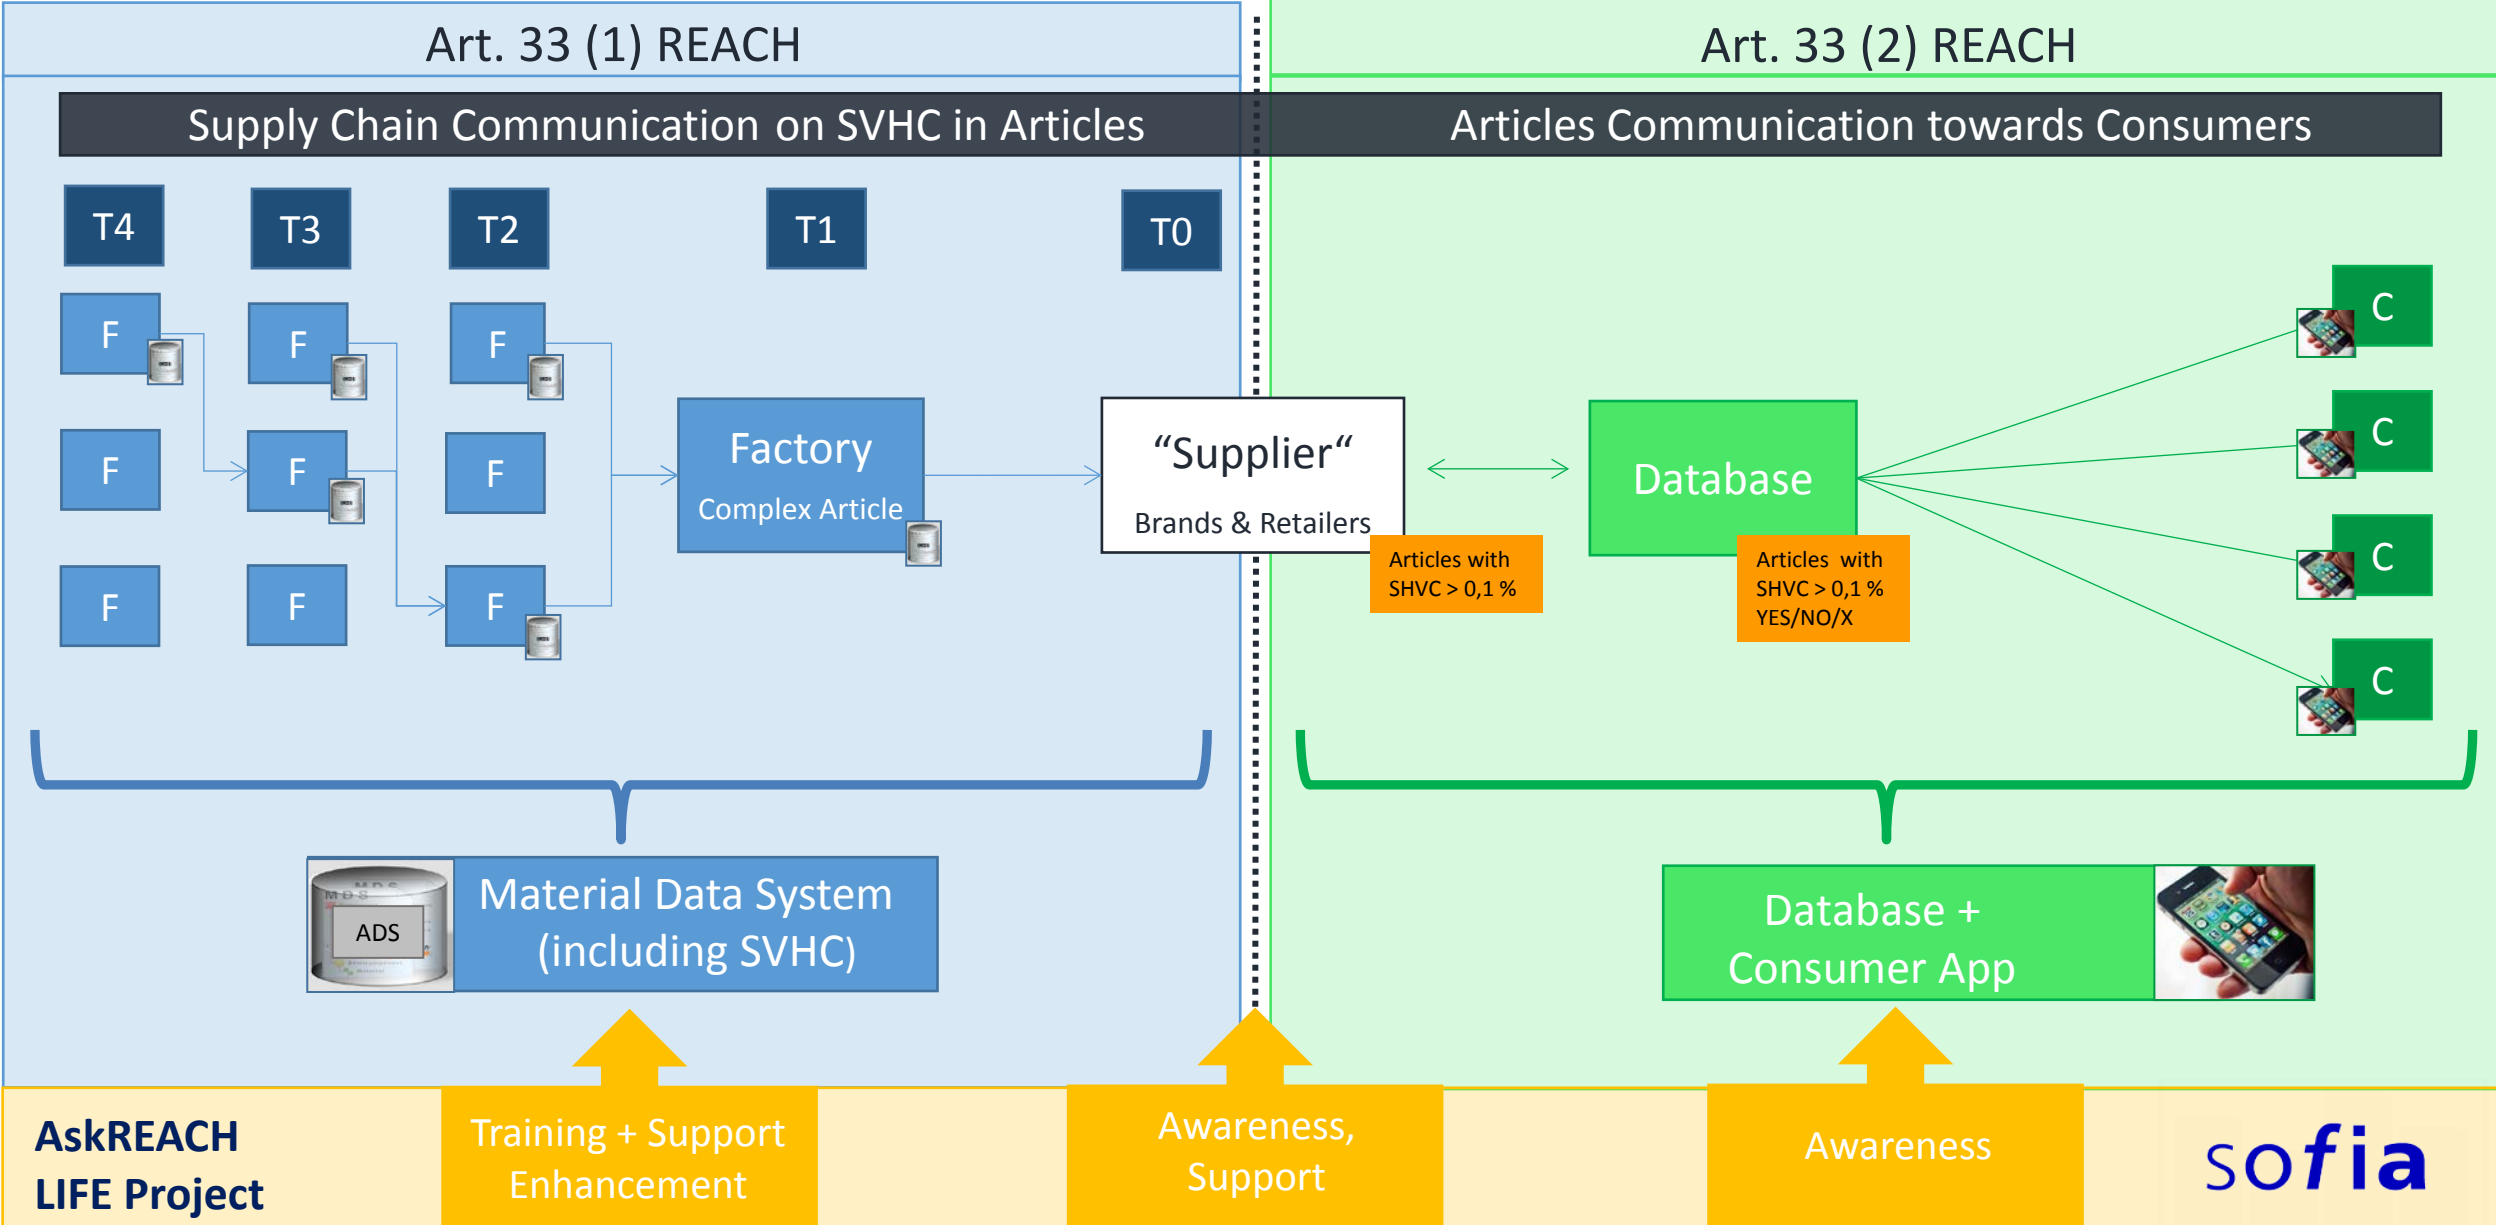 Art. 33 (1) REACH
Art. 33 (2) REACH
Supply Chain Communication on SVHC in Articles
Articles Communication towards Consumers
T4
T3
T2
T1
T0
F
F
F
C
F
F
F
C
Factory
Complex Article
“Supplier“
Brands & Retailers
Database
Articles with
SHVC > 0,1 %
Articles with
SHVC > 0,1 %
YES/NO/X
C
F
F
F
C
MDS
MDS
ADS
Material Data System
(including SVHC)
Database +
Consumer App
AskREACH
LIFE Project
Training + Support
Enhancement
Awareness,
Support
Awareness
sofia